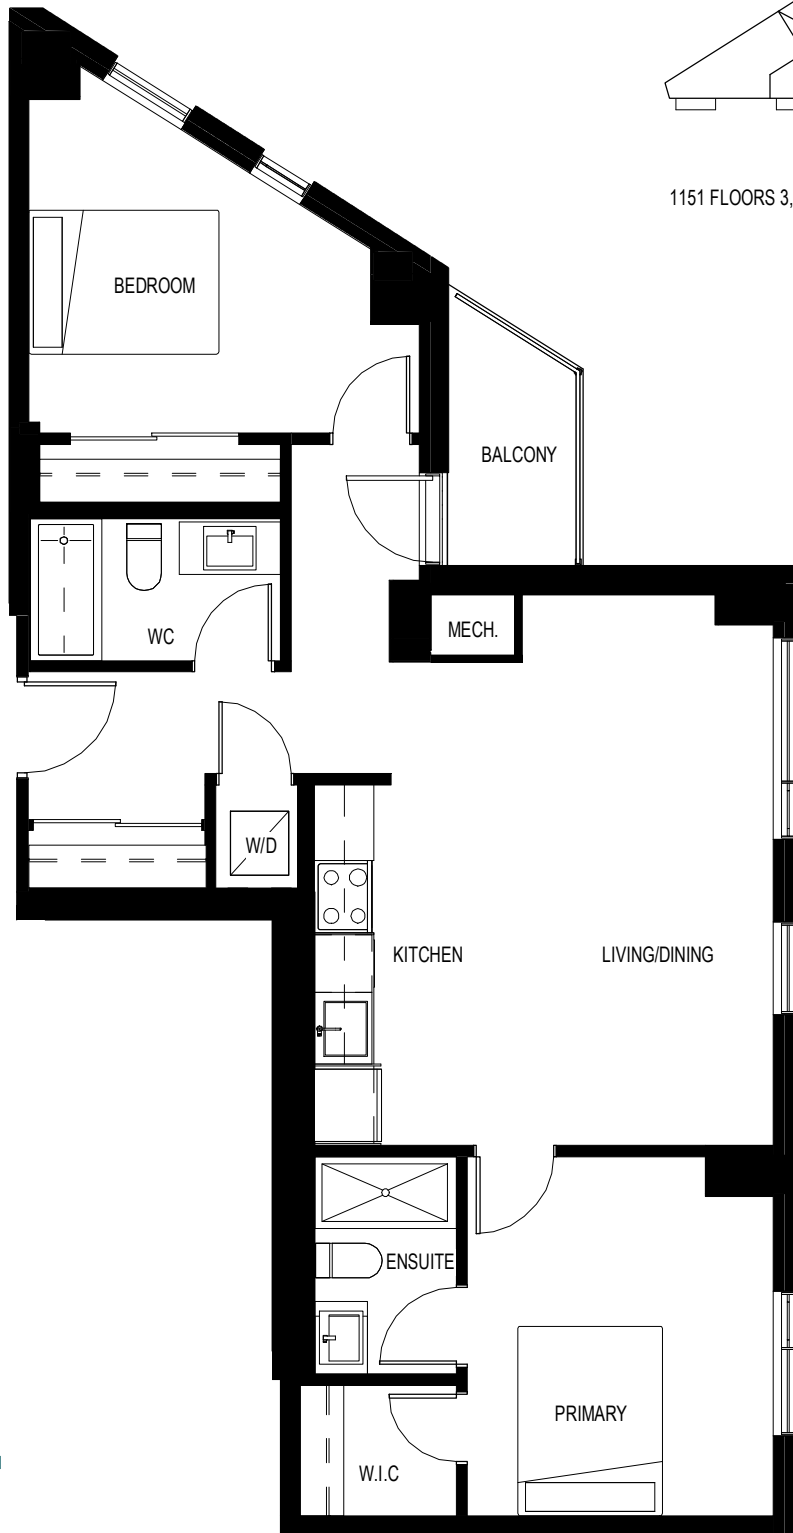 1151 FLOORS 3,
BEDROOM
BALCONY
MECH.
WC
W/D
KITCHEN
LIVING/DINING
ENSUITE
PRIMARY
W.I.C